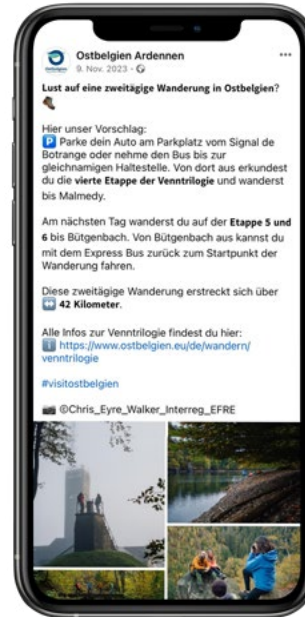 Ostbelgien Ardennen
9. Nov. 2023 ·
Lust auf eine zweitägige Wanderung in Ostbelgien?
Hier unser Vorschlag:
🅿️ Parke dein Auto am Parkplatz vom Signal de
Botrange oder nehme den Bus bis zur
gleichnamigen Haltestelle. Von dort aus erkundest
du die vierte Etappe der Venntrilogie und wanderst
bis Malmedy.
Am nächsten Tag wanderst du auf der Etappe 5 und
6 bis Bütgenbach. Von Bütgenbach aus kannst du
mit dem Express Bus zurück zum Startpunkt der
Wanderung fahren.
Diese zweitägige Wanderung erstreckt sich über
↔️ 42 Kilometer.
Alle Infos zur Venntrilogie findest du hier:
ℹ️ https://www.ostbelgien.eu/de/wandern/
venntrilogie
#visitostbelgien
📷 ©Chris_Eyre_Walker_Interreg_EFRE